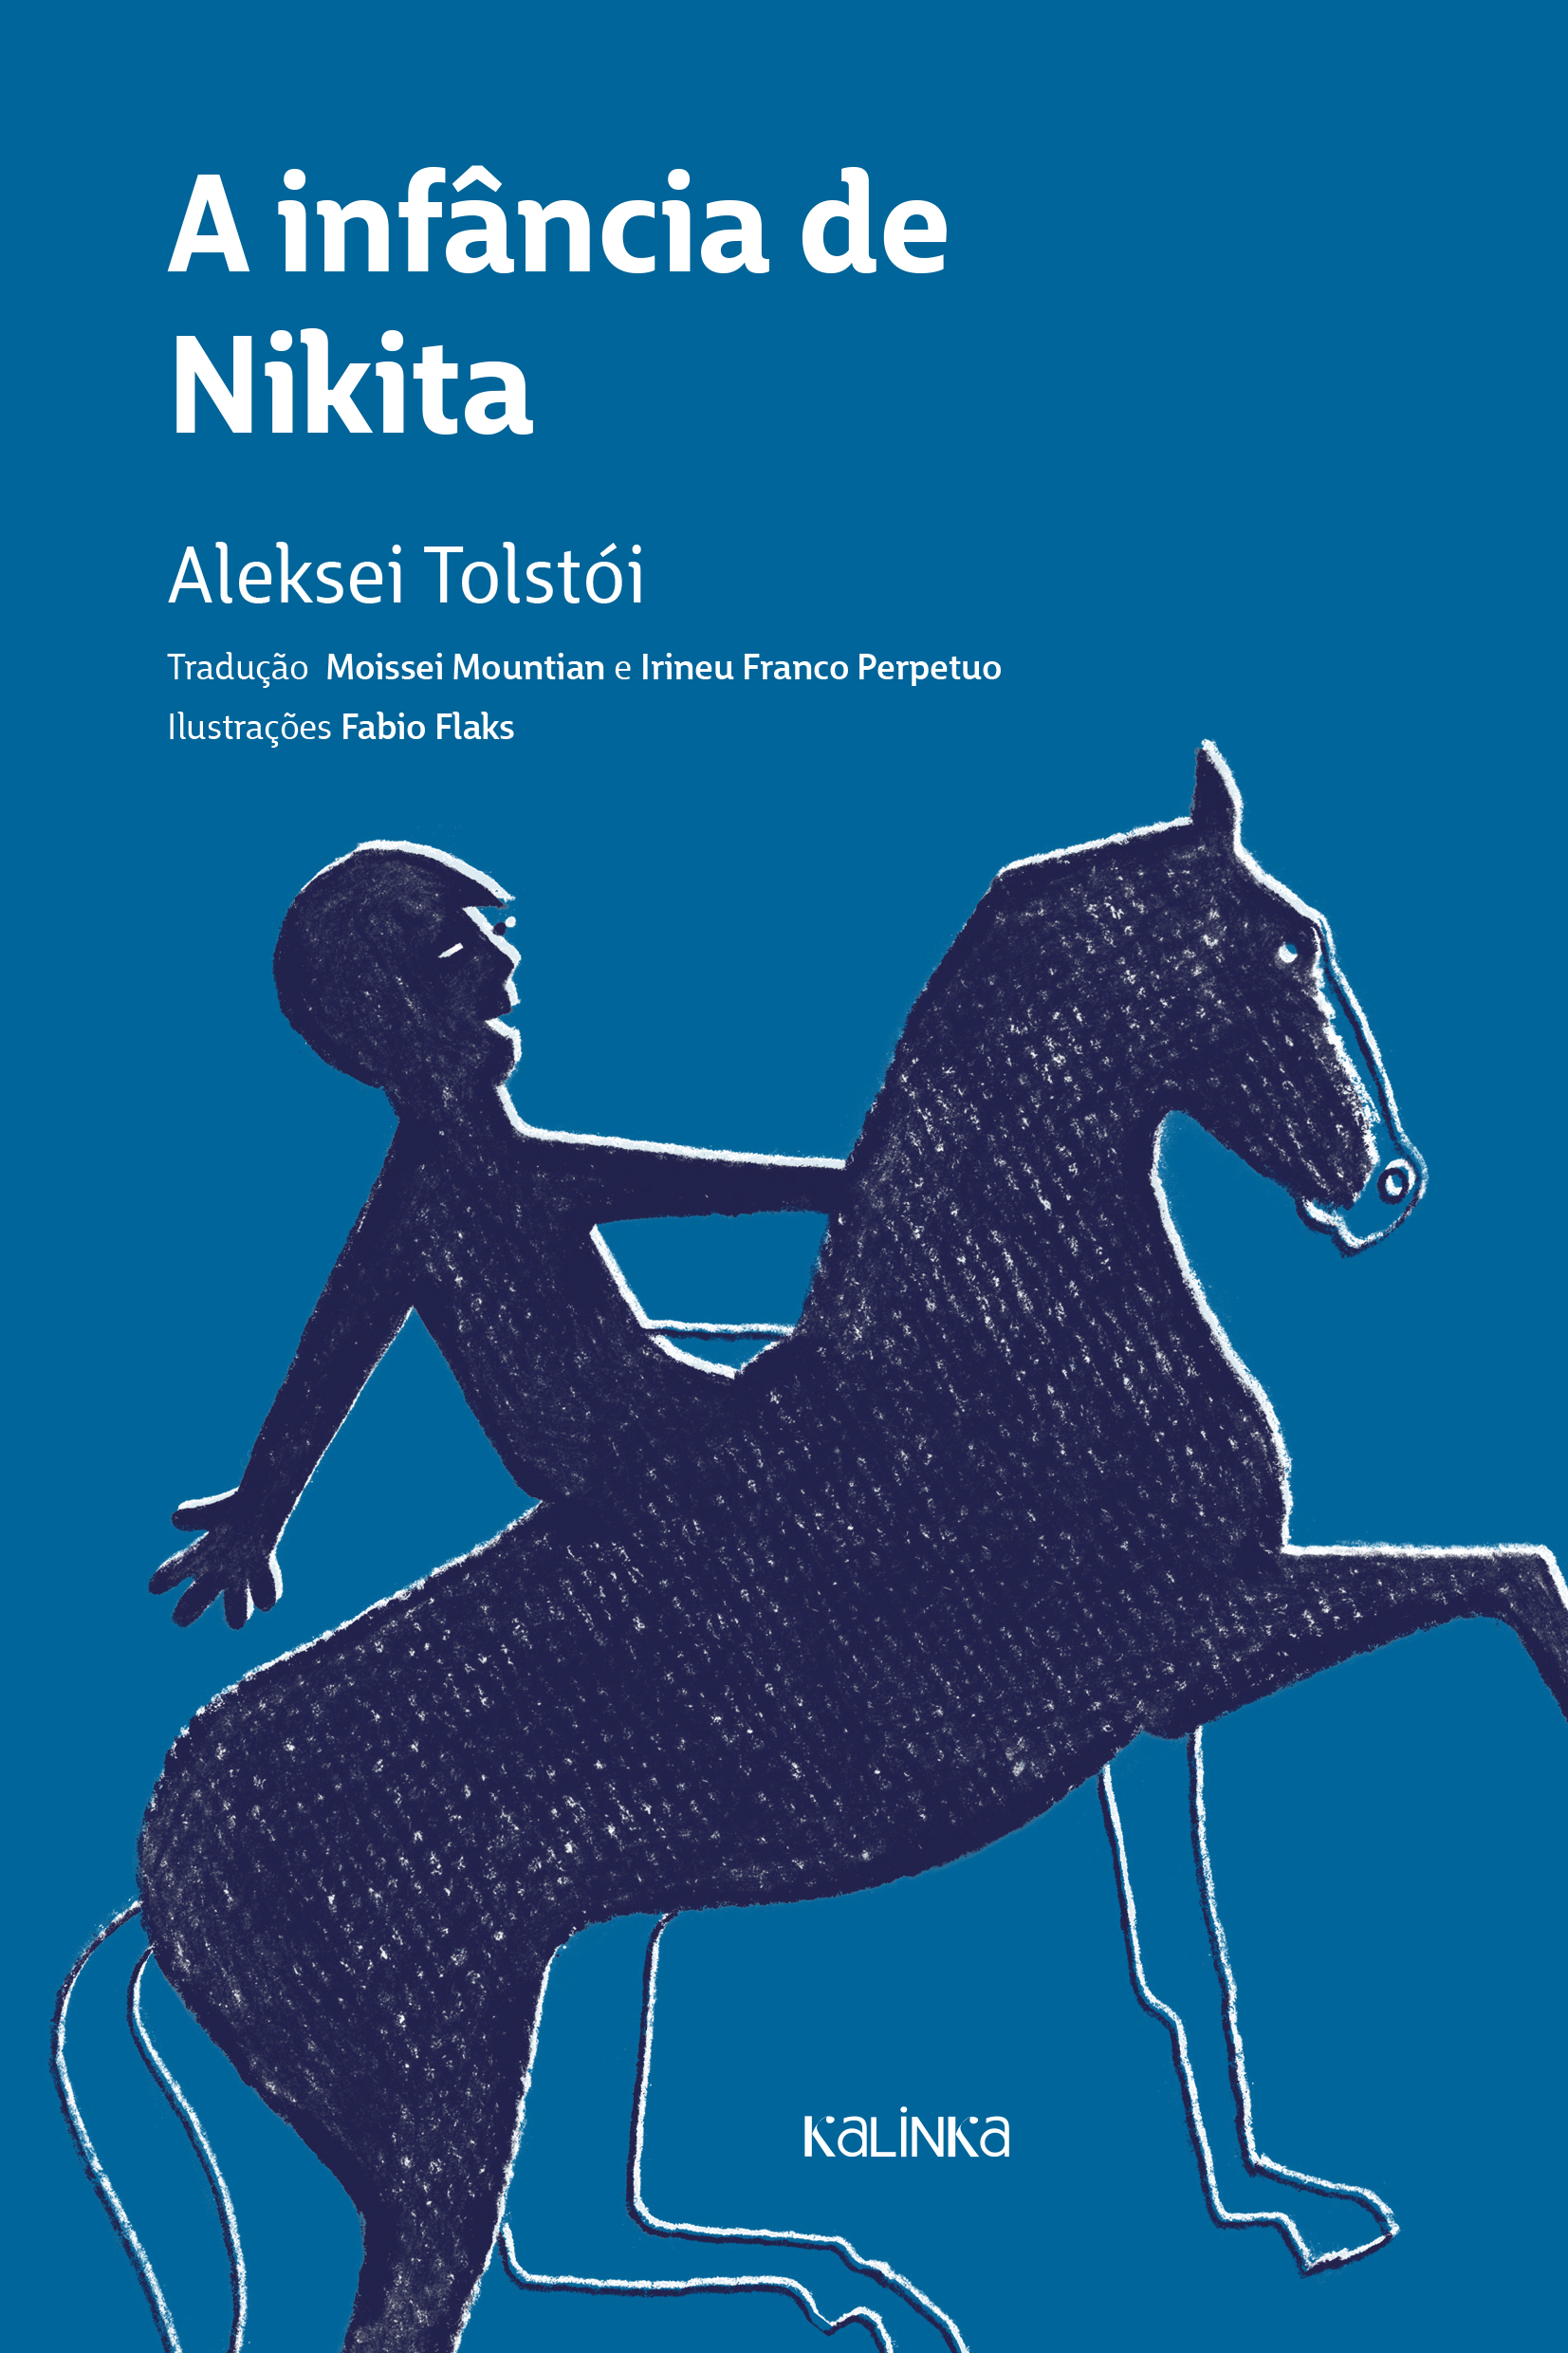 A infância de
Nikita
Aleksei Tolstói
Tradução Moissei Mountian e Irineu Franco Perpetuo
Ilustrações Fabio Flaks
KaLiNKa